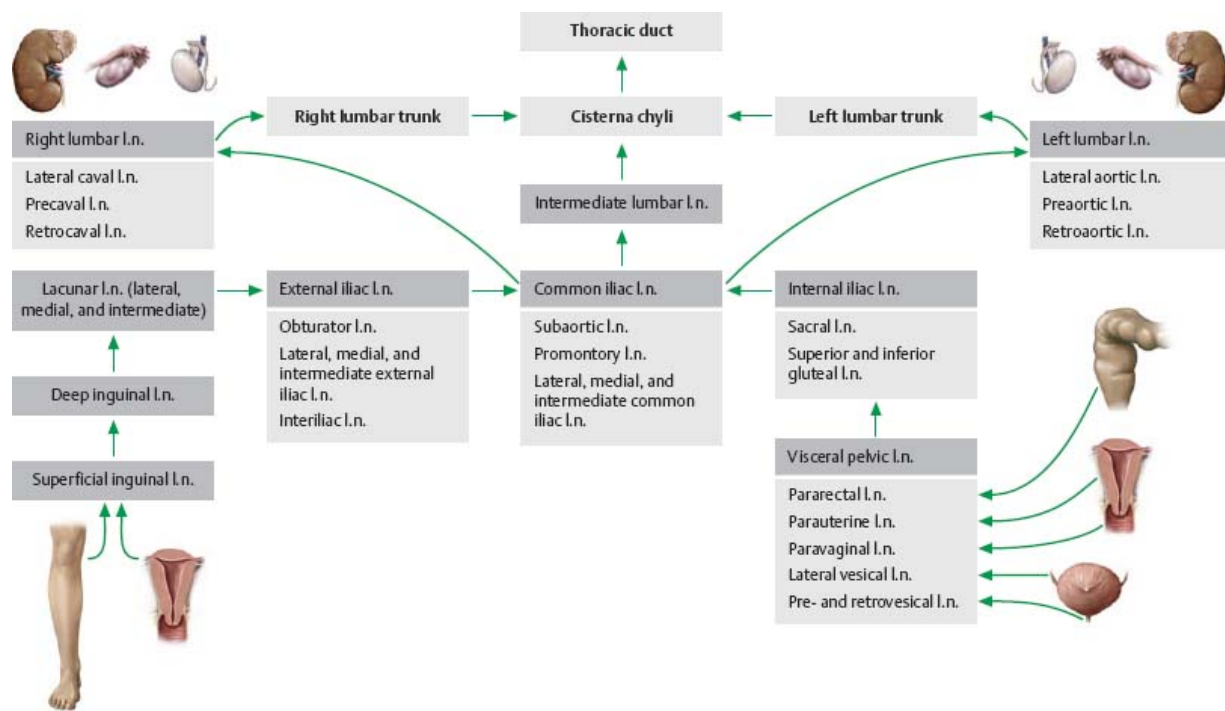 Thoracic duct
Right lumbar trunk
Cisterna chyli
Left lumbar trunk
Right lumbar l.n.
Lateral caval l.n.
Precaval l.n.
Retrocaval l.n.
Intermediate lumbar l.n.
Left lumbar l.n.
Lateral aortic l.n.
Preaortic l.n.
Retroaortic l.n.
Lacunar l.n. (lateral,
medial, and intermediate)
External iliac l.n.
Obturator l.n.
Lateral, medial, and
intermediate external
iliac l.n.
Interiliac l.n.
Common iliac l.n.
Subaortic l.n.
Promontory l.n.
Lateral, medial, and
intermediate common
iliac l.n.
Internal iliac l.n.
Sacral l.n.
Superior and inferior
gluteal l.n.
Deep inguinal l.n.
Superficial inguinal l.n.
Visceral pelvic l.n.
Pararectal l.n.
Parauterine l.n.
Paravaginal l.n.
Lateral vesical l.n.
Pre- and retrovesical l.n.